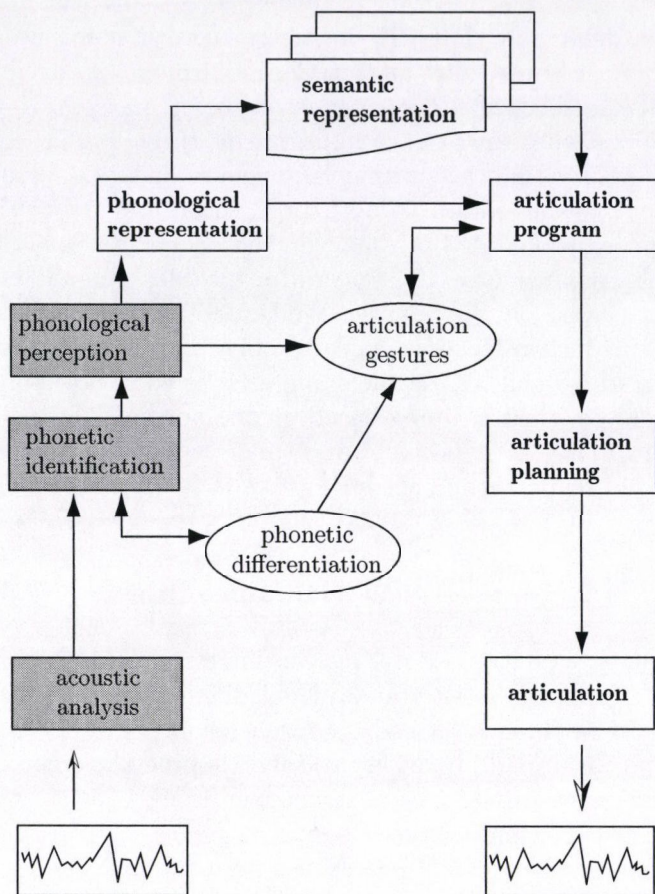 semantic
representation
phonological
representation
articulation
program
phonological
perception
articulation
gestures
phonetic
identification
articulation
planning
phonetic
differentiation
acoustic
analysis
articulation